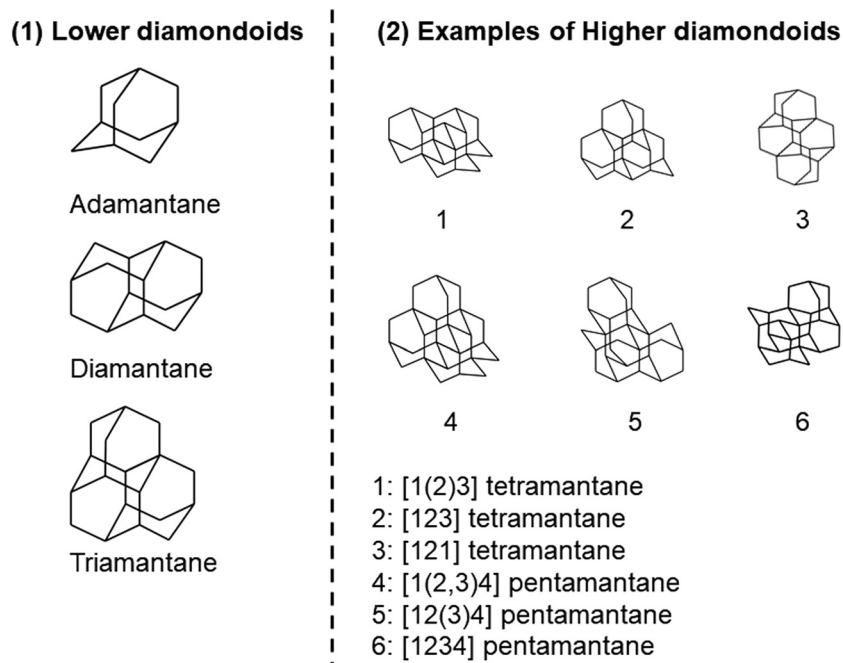 (1) Lower diamondoids
Adamantane
Diamantane
Triamantane
(2) Examples of Higher diamondoids
1 2 3
4 5 6
1: [1(2)3] tetramantane
2: [123] tetramantane
3: [121] tetramantane
4: [1(2,3)4] pentamantane
5: [12(3)4] pentamantane
6: [1234] pentamantane